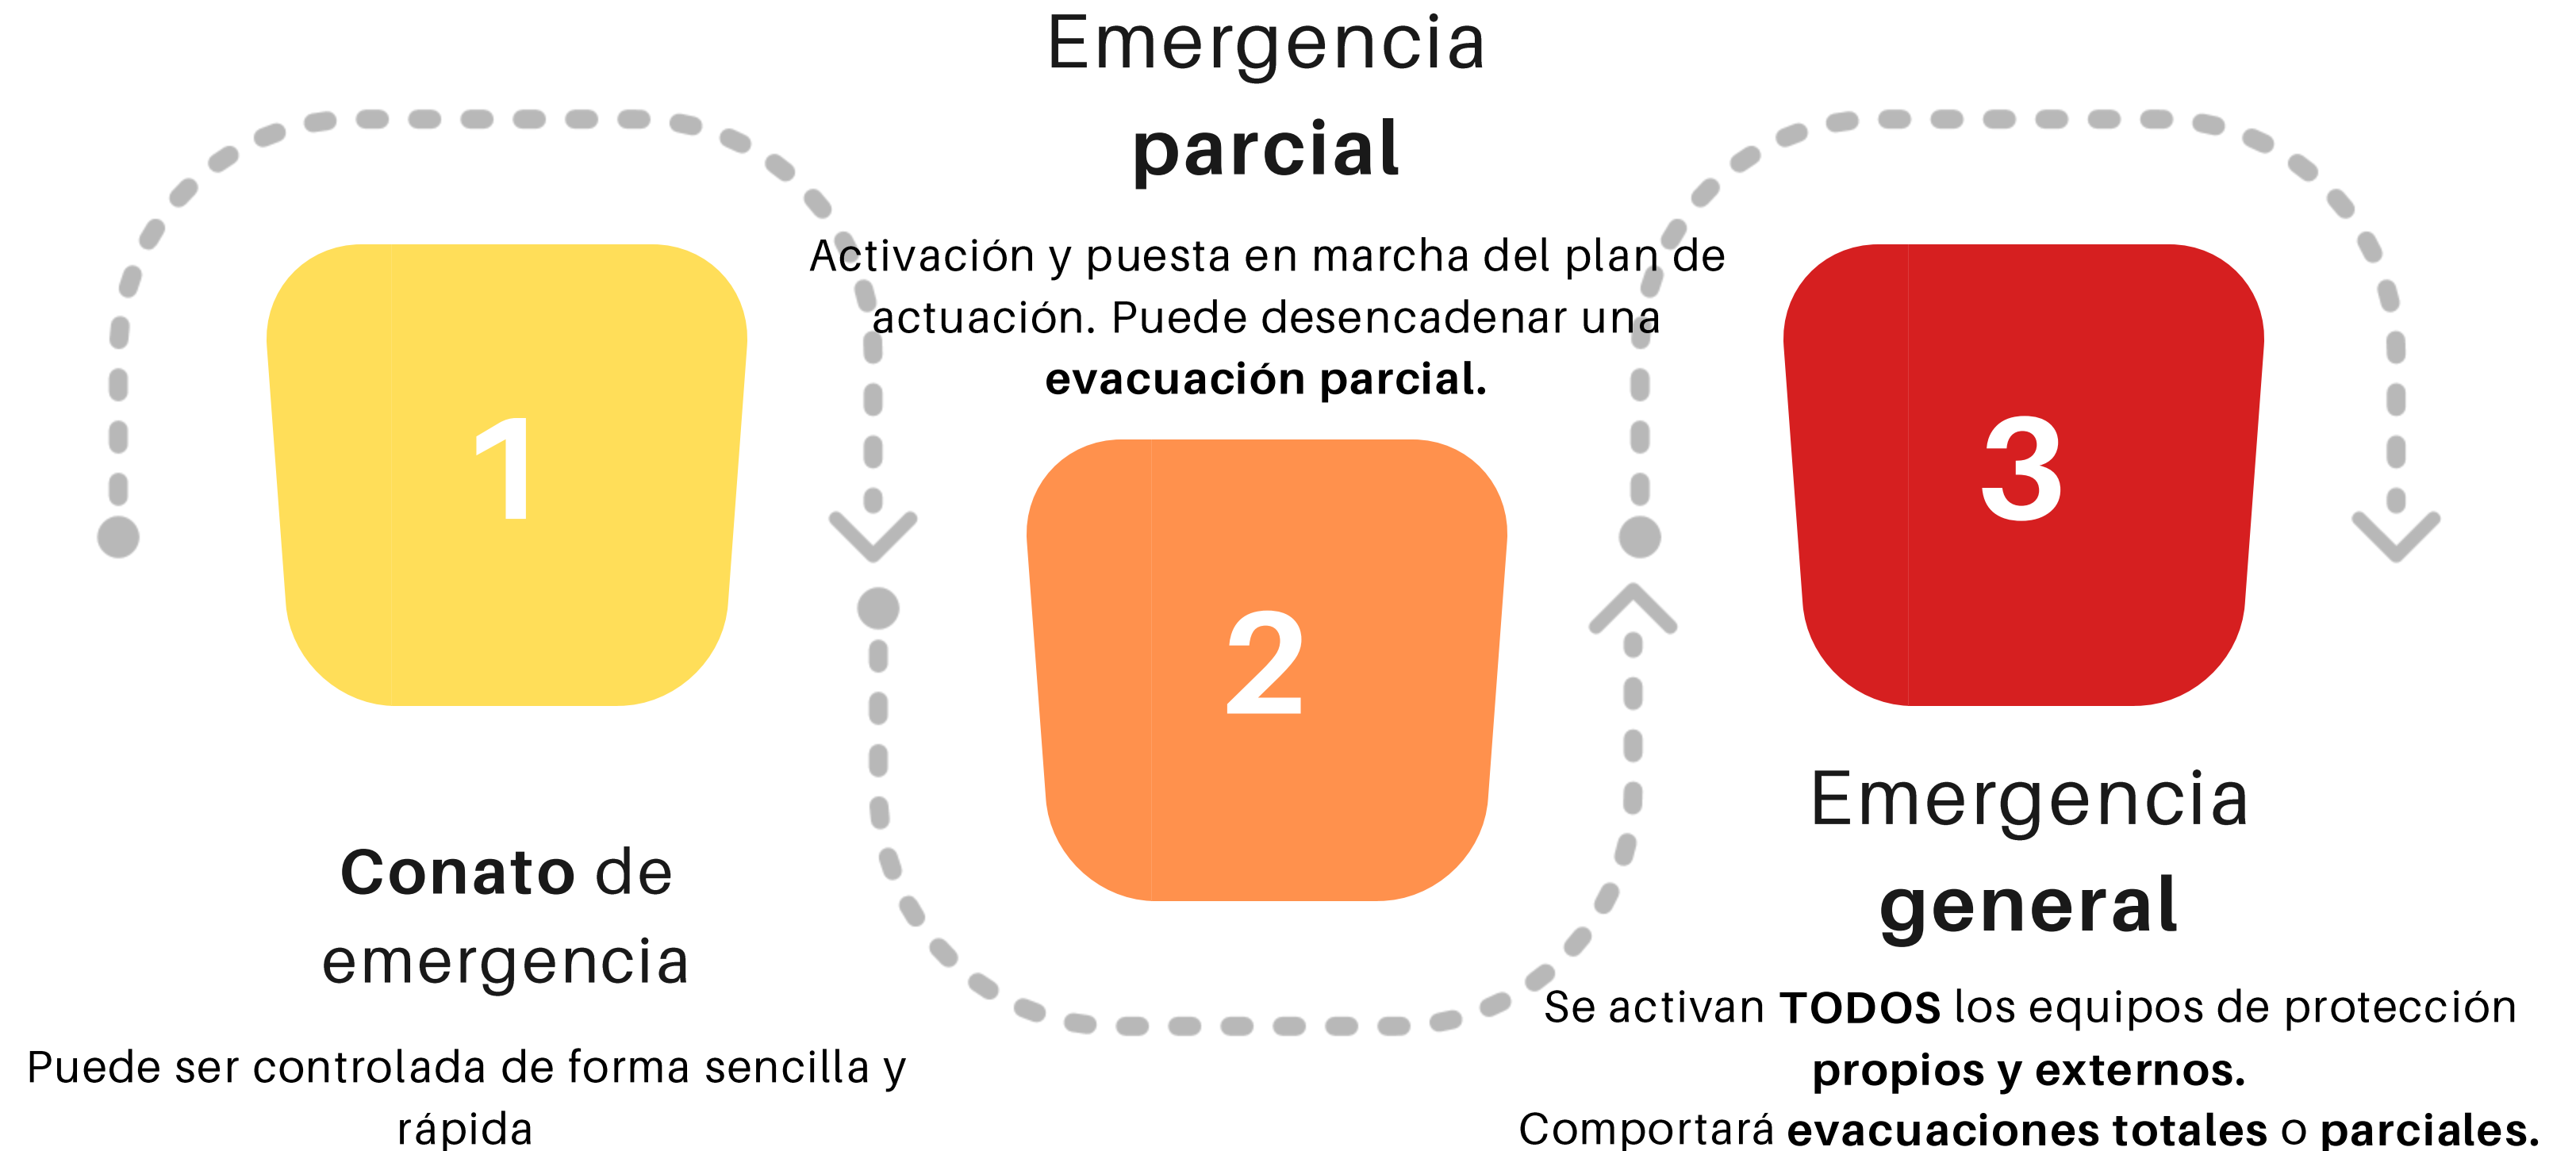 1
Conato de
emergencia
Puede ser controlada de forma sencilla y
rápida
Emergencia
parcial
Activación y puesta en marcha del plan de
actuación. Puede desencadenar una
evacuación parcial.
2
3
Emergencia
general
Se activan TODOS los equipos de protección
propios y externos.
Comportará evacuaciones totales o parciales.